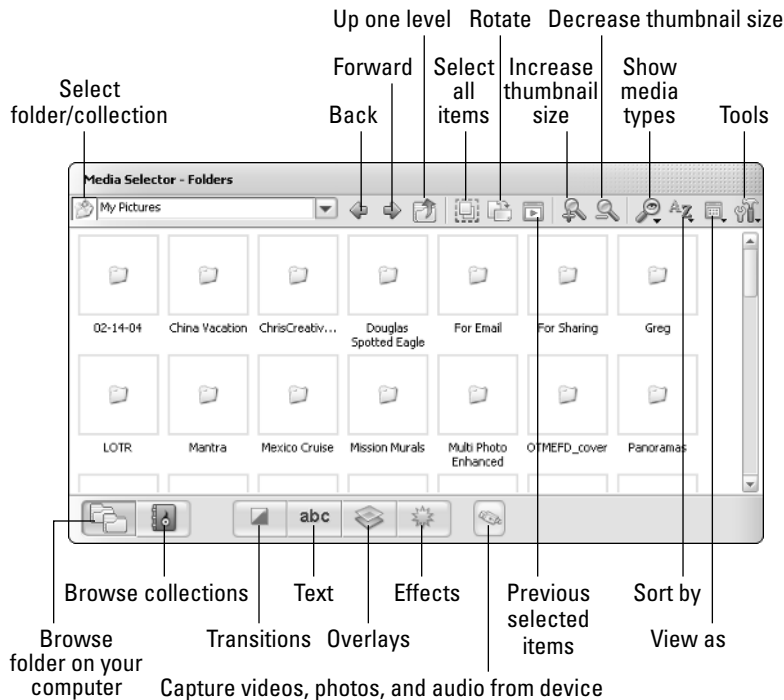 Up one level Rotate Decrease thumbnail size
Forward Select all items Increase thumbnail size Show media types
Select folder/collection Back Tools
Media Selector - Folders
My Pictures
AZ
02-14-04 China Vacation ChrisCreativ... Douglas Spotted Eagle For Email For Sharing Greg
LOTR Mantra Mexico Cruise Mission Murals Multi Photo Enhanced OTMEFD_cover Panoramas
abc
Browse collections Text Effects Previous selected items Sort by
Browse folder on your computer Transitions Overlays View as
Capture videos, photos, and audio from device